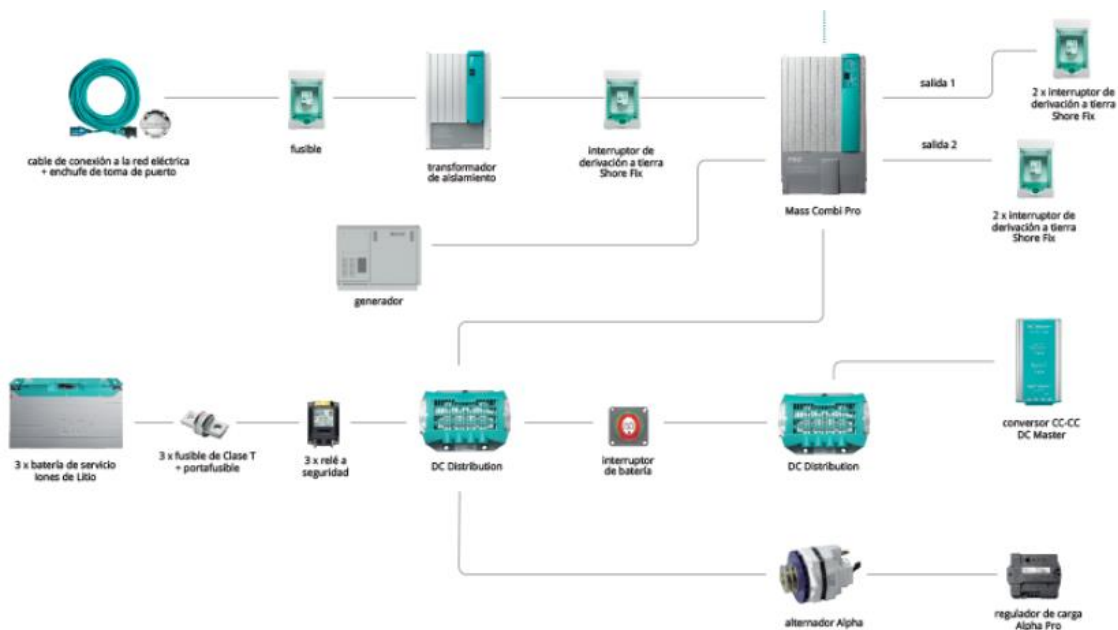 salida 1
2 x interruptor de
derivación a tierra
Shore Fix
cable de conexión a la red eléctrica
+ enchufe de toma de puerto
fusible
transformador
de aislamiento
interruptor de
derivación a tierra
Shore Fix
salida 2
Mass Combi Pro
2 x interruptor de
derivación a tierra
Shore Fix
generador
3 x batería de servicio
Iones de Litio
3 x fusible de Clase T
+ portafusible
3 x relé a
seguridad
DC Distribution
interruptor
de batería
DC Distribution
conversor CC-CC
DC Master
alternador Alpha
regulador de carga
Alpha Pro